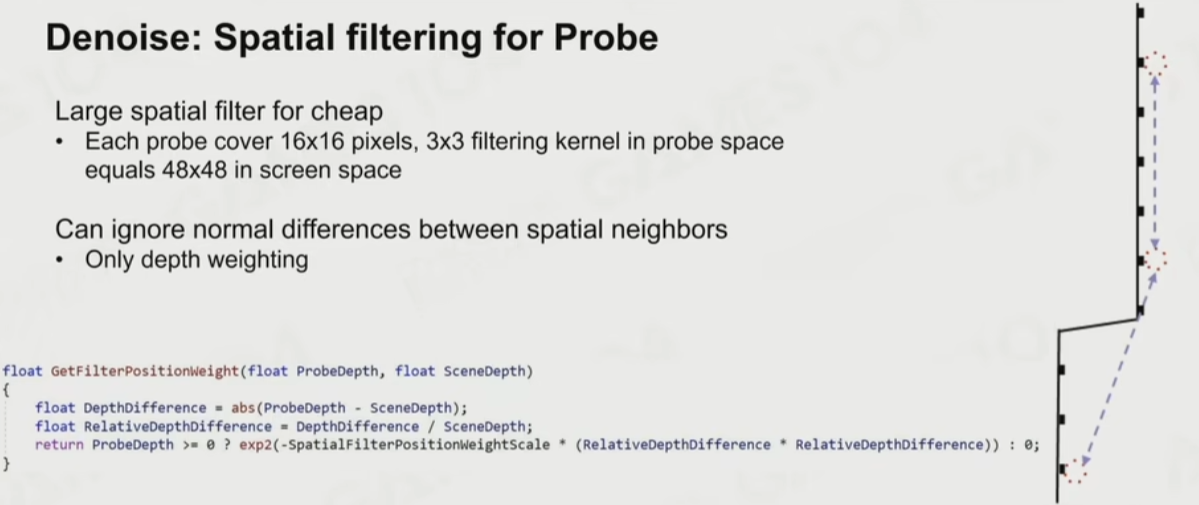 Denoise: Spatial filtering for Probe
Large spatial filter for cheap
• Each probe cover 16x16 pixels, 3x3 filtering kernel in probe space
equals 48x48 in screen space
Can ignore normal differences between spatial neighbors
• Only depth weighting
float GetFilterPositionWeight(float ProbeDepth, float SceneDepth)
{
    float DepthDifference = abs(ProbeDepth - SceneDepth);
    float RelativeDepthDifference = DepthDifference / SceneDepth;
    return ProbeDepth >= 0 ? exp2(-SpatialFilterPositionWeightScale * (RelativeDepthDifference * RelativeDepthDifference)) : 0;
}